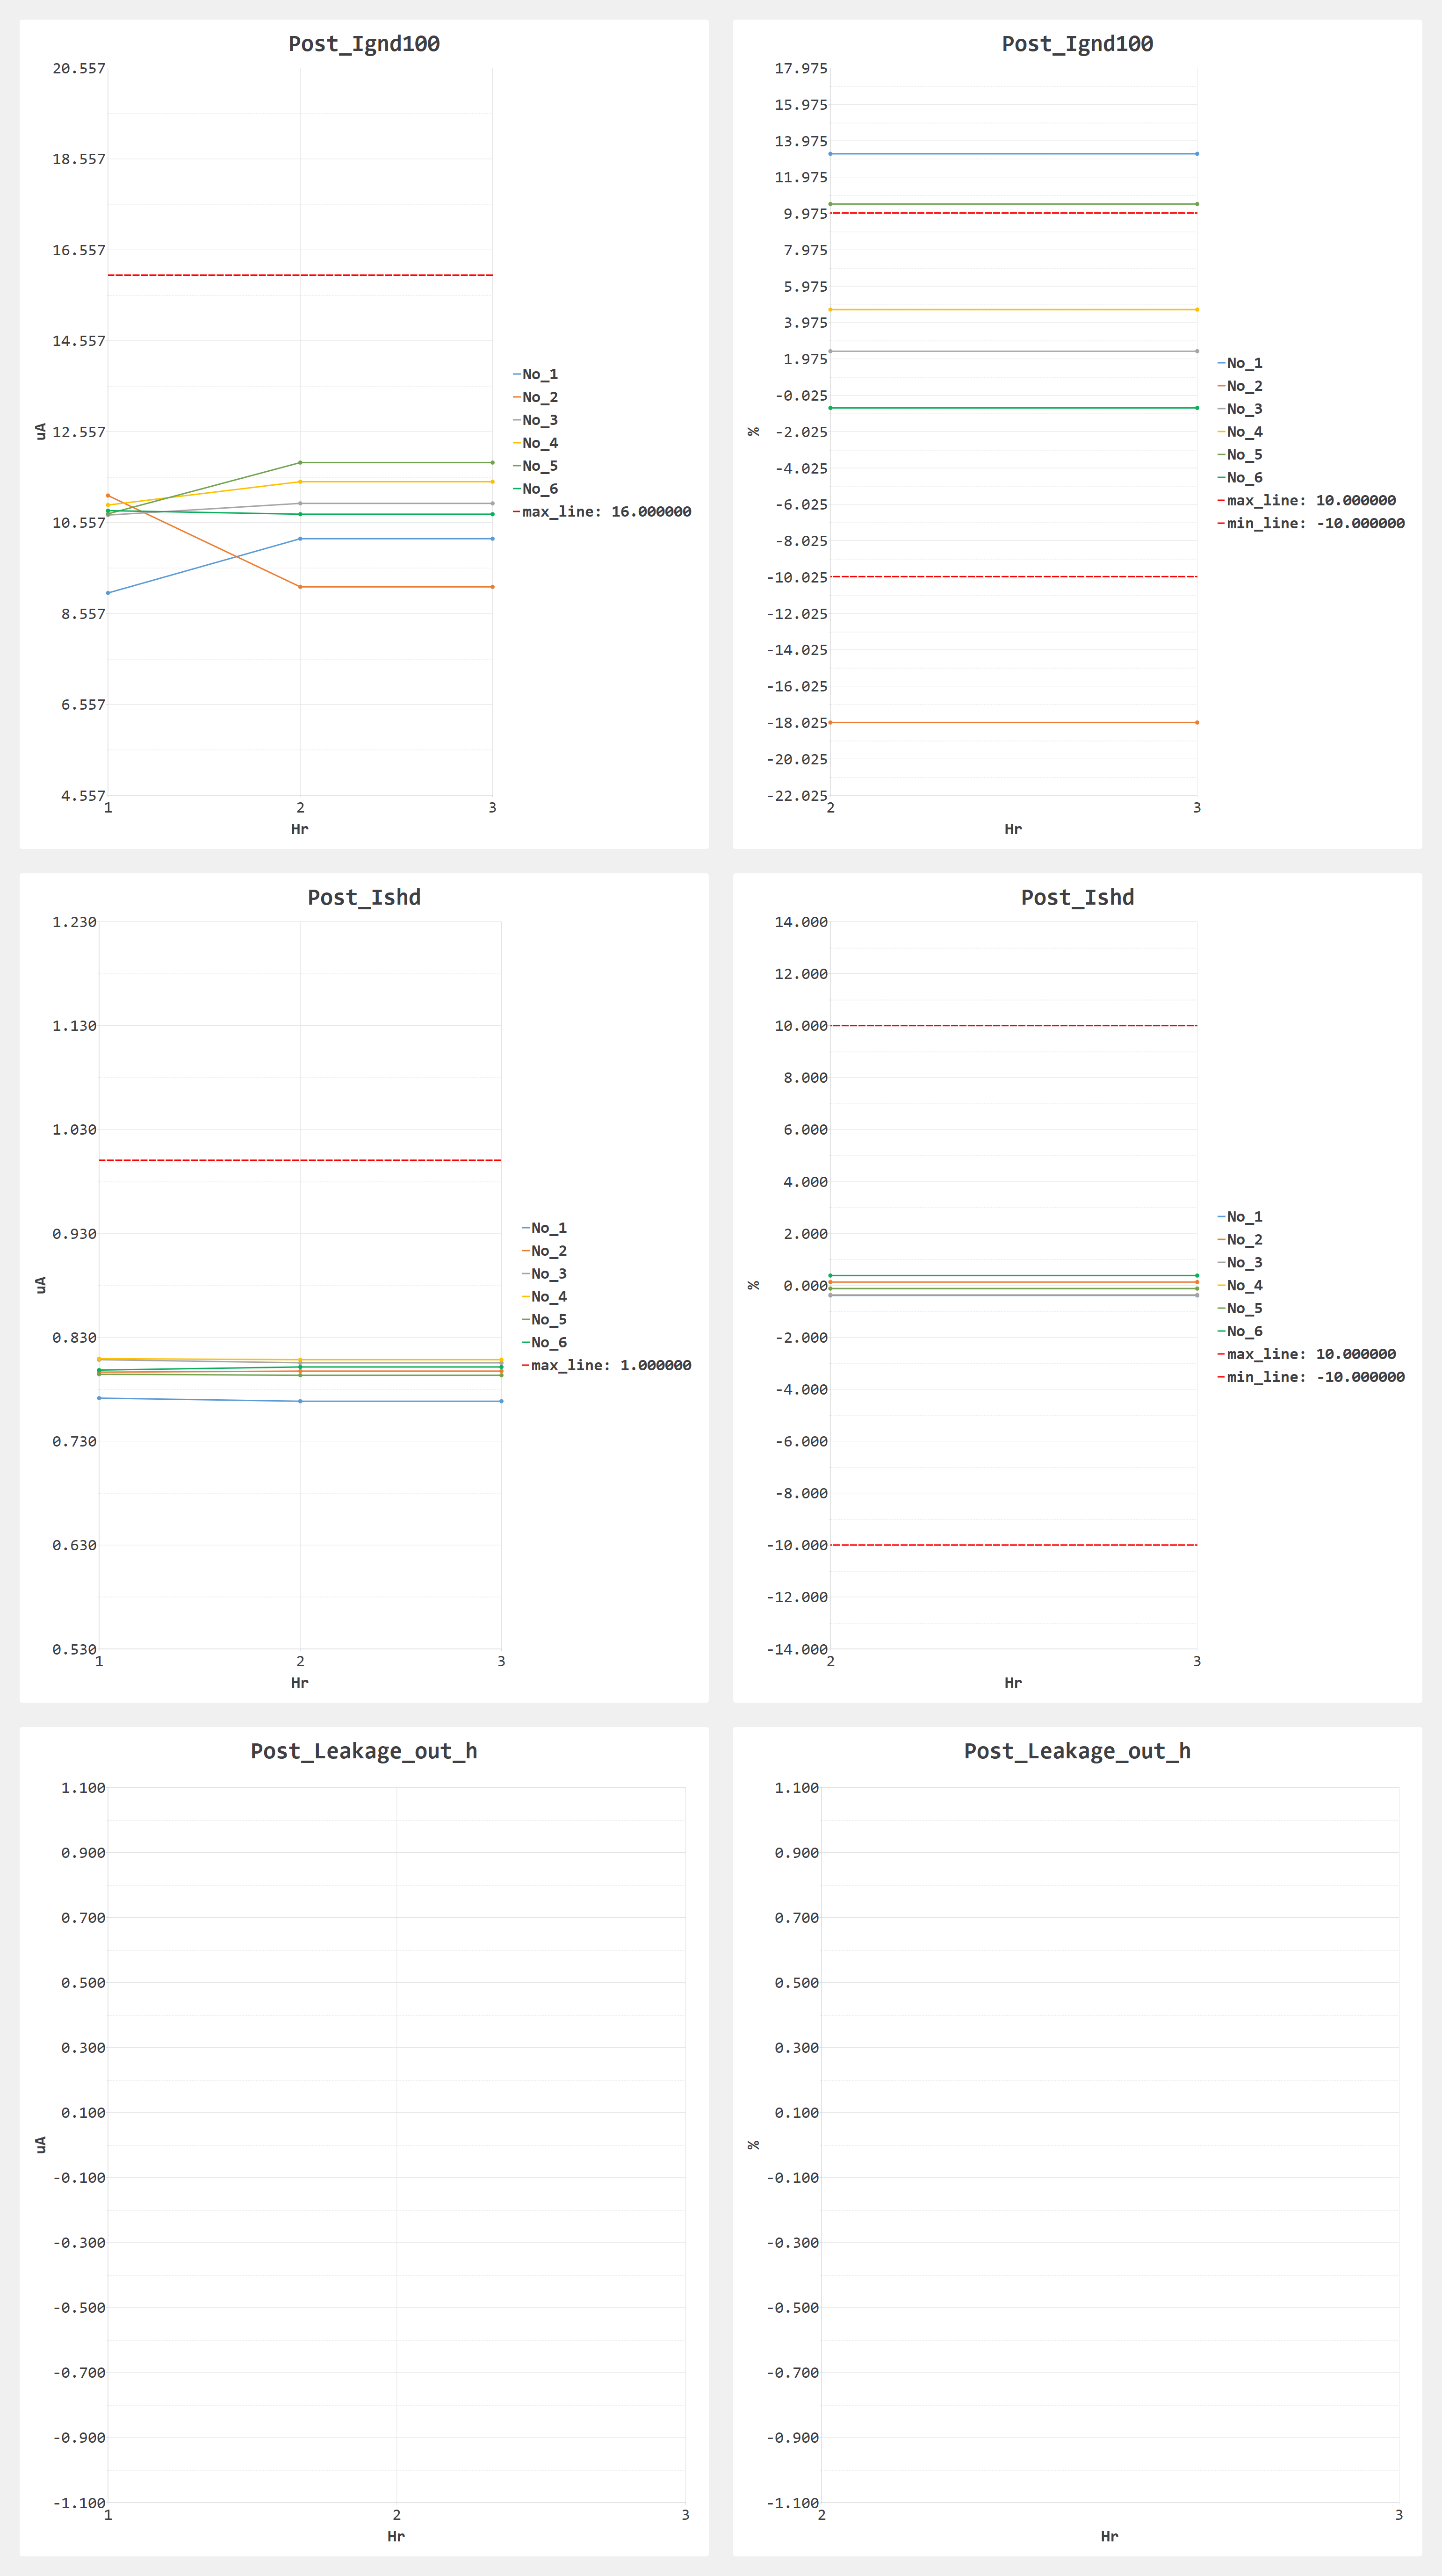 Post_Ignd100
20.557
18.557
16.557
14.557
12.557
10.557
8.557
6.557
4.557
uA
1
2
3
Hr
No_1
No_2
No_3
No_4
No_5
No_6
max_line: 16.000000
Post_Ignd100
17.975
15.975
13.975
11.975
9.975
7.975
5.975
3.975
1.975
-0.025
-2.025
-4.025
-6.025
-8.025
-10.025
-12.025
-14.025
-16.025
-18.025
-20.025
-22.025
%
2
3
Hr
No_1
No_2
No_3
No_4
No_5
No_6
max_line: 10.000000
min_line: -10.000000
Post_Ishd
1.230
1.130
1.030
0.930
0.830
0.730
0.630
0.530
uA
1
2
3
Hr
No_1
No_2
No_3
No_4
No_5
No_6
max_line: 1.000000
Post_Ishd
14.000
12.000
10.000
8.000
6.000
4.000
2.000
0.000
-2.000
-4.000
-6.000
-8.000
-10.000
-12.000
-14.000
%
2
3
Hr
No_1
No_2
No_3
No_4
No_5
No_6
max_line: 10.000000
min_line: -10.000000
Post_Leakage_out_h
1.100
0.900
0.700
0.500
0.300
0.100
-0.100
-0.300
-0.500
-0.700
-0.900
-1.100
uA
1
2
3
Hr
Post_Leakage_out_h
1.100
0.900
0.700
0.500
0.300
0.100
-0.100
-0.300
-0.500
-0.700
-0.900
-1.100
%
2
3
Hr